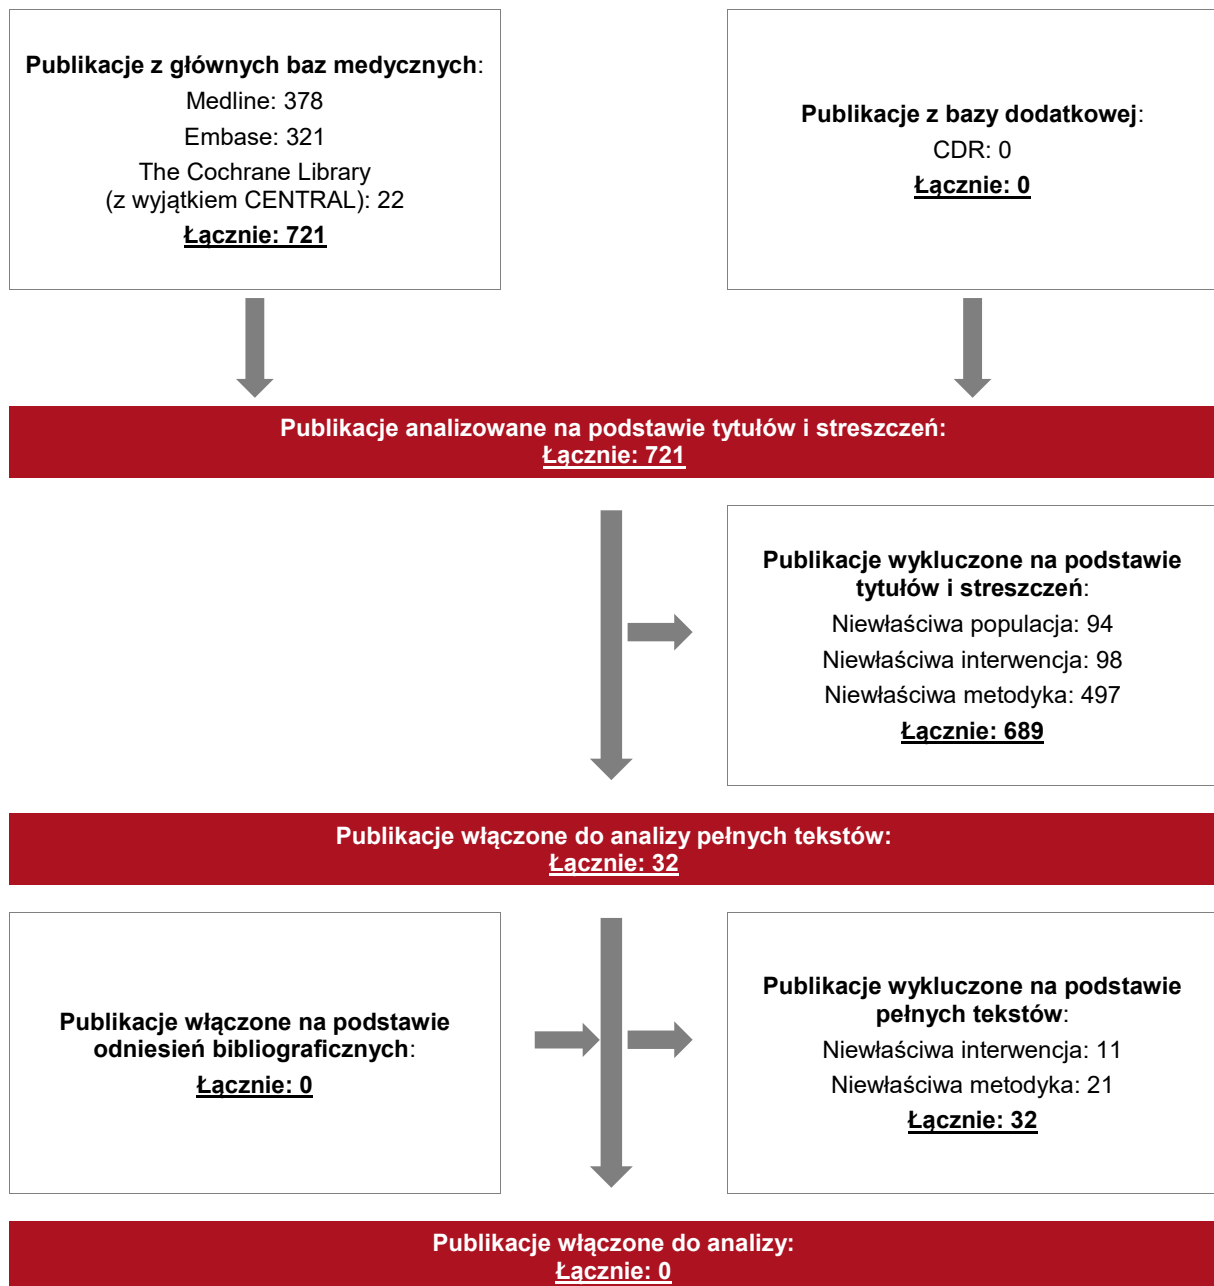 Publikacje z głównych baz medycznych:
Medline: 378
Embase: 321
The Cochrane Library
(z wyjątkiem CENTRAL): 22
Łącznie: 721
Publikacje z bazy dodatkowej:
CDR: 0
Łącznie: 0
Publikacje analizowane na podstawie tytułów i streszczeń:
Łącznie: 721
Publikacje wykluczone na podstawie
tytułów i streszczeń:
Niewłaściwa populacja: 94
Niewłaściwa interwencja: 98
Niewłaściwa metodyka: 497
Łącznie: 689
Publikacje włączone do analizy pełnych tekstów:
Łącznie: 32
Publikacje włączone na podstawie
odniesień bibliograficznych:
Łącznie: 0
Publikacje wykluczone na podstawie
pełnych tekstów:
Niewłaściwa interwencja: 11
Niewłaściwa metodyka: 21
Łącznie: 32
Publikacje włączone do analizy:
Łącznie: 0